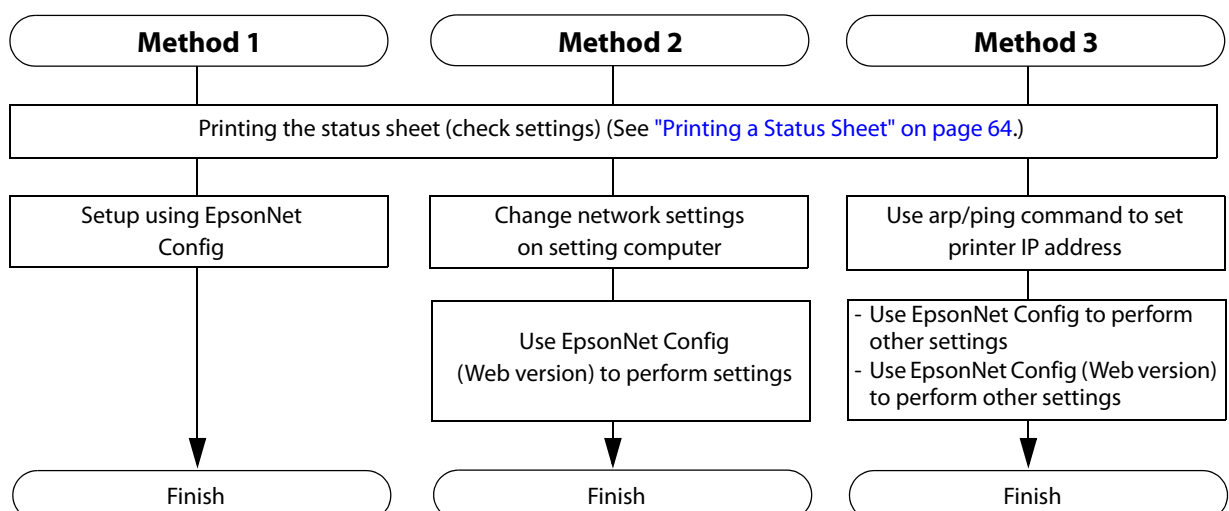 Method 1
Method 2
Method 3
Printing the status sheet (check settings) (See "Printing a Status Sheet" on page 64.)
Setup using EpsonNet
Config
Change network settings
on setting computer
Use arp/ping command to set
printer IP address
Use EpsonNet Config
(Web version) to perform settings
- Use EpsonNet Config to perform
other settings
- Use EpsonNet Config (Web version)
to perform other settings
Finish
Finish
Finish